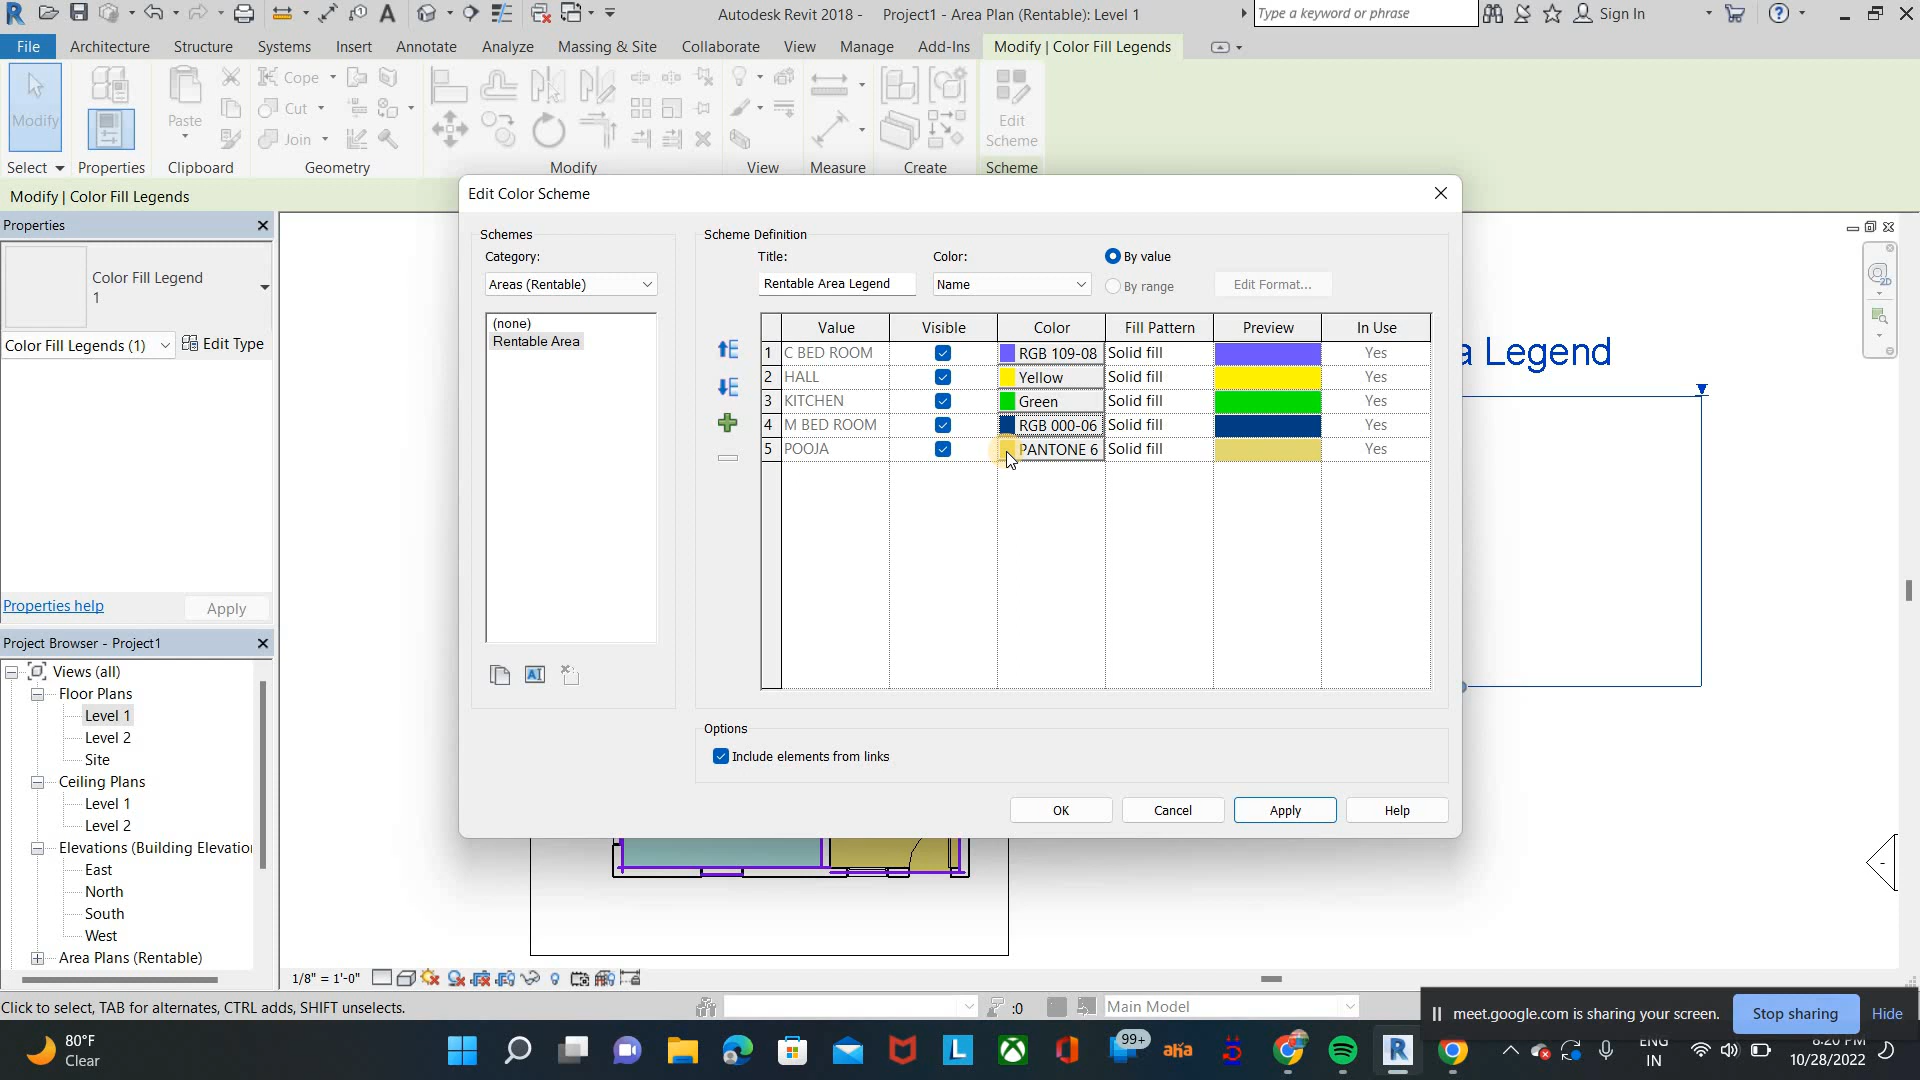 Autodesk Revit 2018 - Project1 - Area Plan (Rentable): Level 1
Type a keyword or phrase
Sign In
File Architecture Structure Systems Insert Annotate Analyze Massing & Site Collaborate View Manage Add-Ins Modify | Color Fill Legends
Modify
Paste
Cope
Cut
Join
Edit
Scheme
Select Properties Clipboard Geometry Modify View Measure Create Scheme
Modify | Color Fill Legends
Properties
Color Fill Legend
1
Color Fill Legends (1) Edit Type
Properties help Apply
Project Browser - Project1
Views (all)
Floor Plans
Level 1
Level 2
Site
Ceiling Plans
Level 1
Level 2
Elevations (Building Elevation
East
North
South
West
Area Plans (Rentable)
Edit Color Scheme
Schemes
Category:
Areas (Rentable)
(none)
Rentable Area
Scheme Definition
Title: Color: By value
Rentable Area Legend Name By range Edit Format...
Value Visible Color Fill Pattern Preview In Use
1 C BED ROOM RGB 109-08 Solid fill Yes
2 HALL Yellow Solid fill Yes
3 KITCHEN Green Solid fill Yes
4 M BED ROOM RGB 000-06 Solid fill Yes
5 POOJA PANTONE 6 Solid fill Yes
Options
Include elements from links
OK Cancel Apply Help
a Legend
1/8" = 1'-0"
Click to select, TAB for alternates, CTRL adds, SHIFT unselects.
:0
Main Model
meet.google.com is sharing your screen. Stop sharing Hide
80°F
Clear
99+
aha
ENG
IN
8:20 PM
10/28/2022